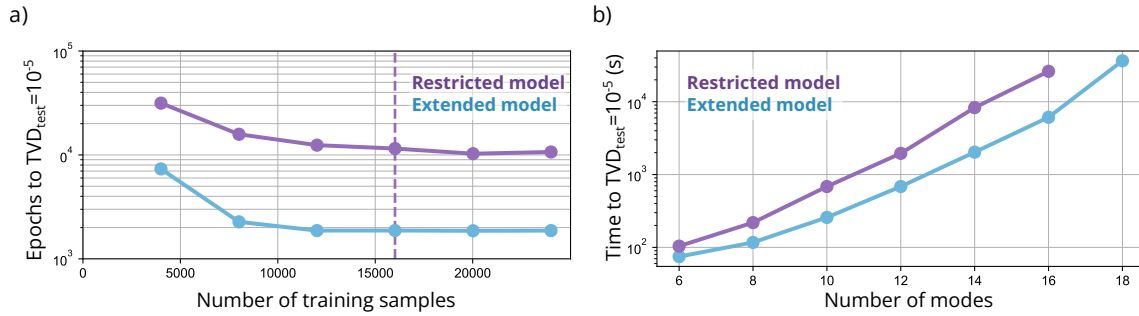 a)
Epochs to TVD_test=10^-5
10^5
0^4
10^3
Restricted model
Extended model
0
5000
10000
15000
20000
Number of training samples
b)
Time to TVD_test=10^-5 (s)
10^4
10^3
10^2
Restricted model
Extended model
6
8
10
12
14
16
18
Number of modes